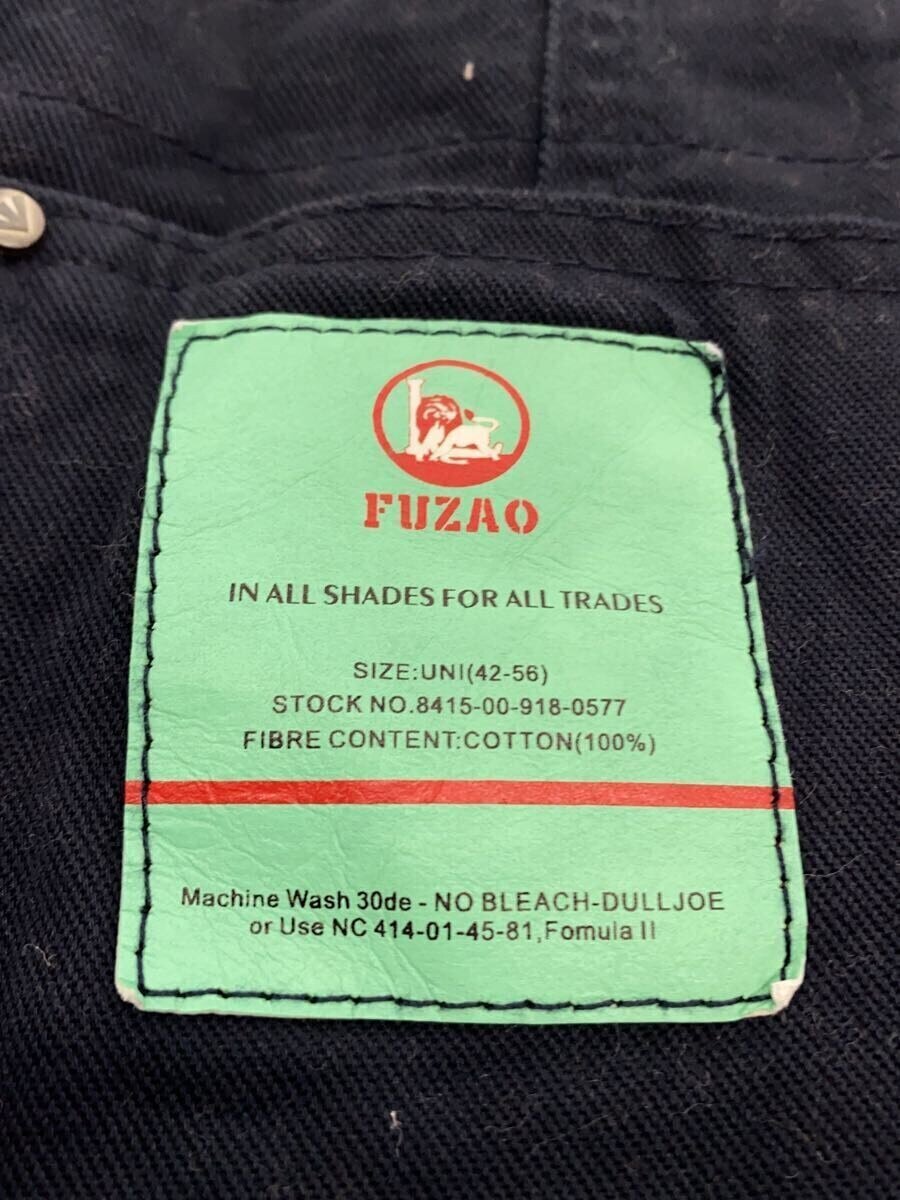 FUZAO
IN ALL SHADES FOR ALL TRADES
SIZE:UNI(42-56)
STOCK NO.8415-00-918-0577
FIBRE CONTENT:COTTON(100%)
Machine Wash 30de - NO BLEACH-DULLJOE
or Use NC 414-01-45-81,Fomula II